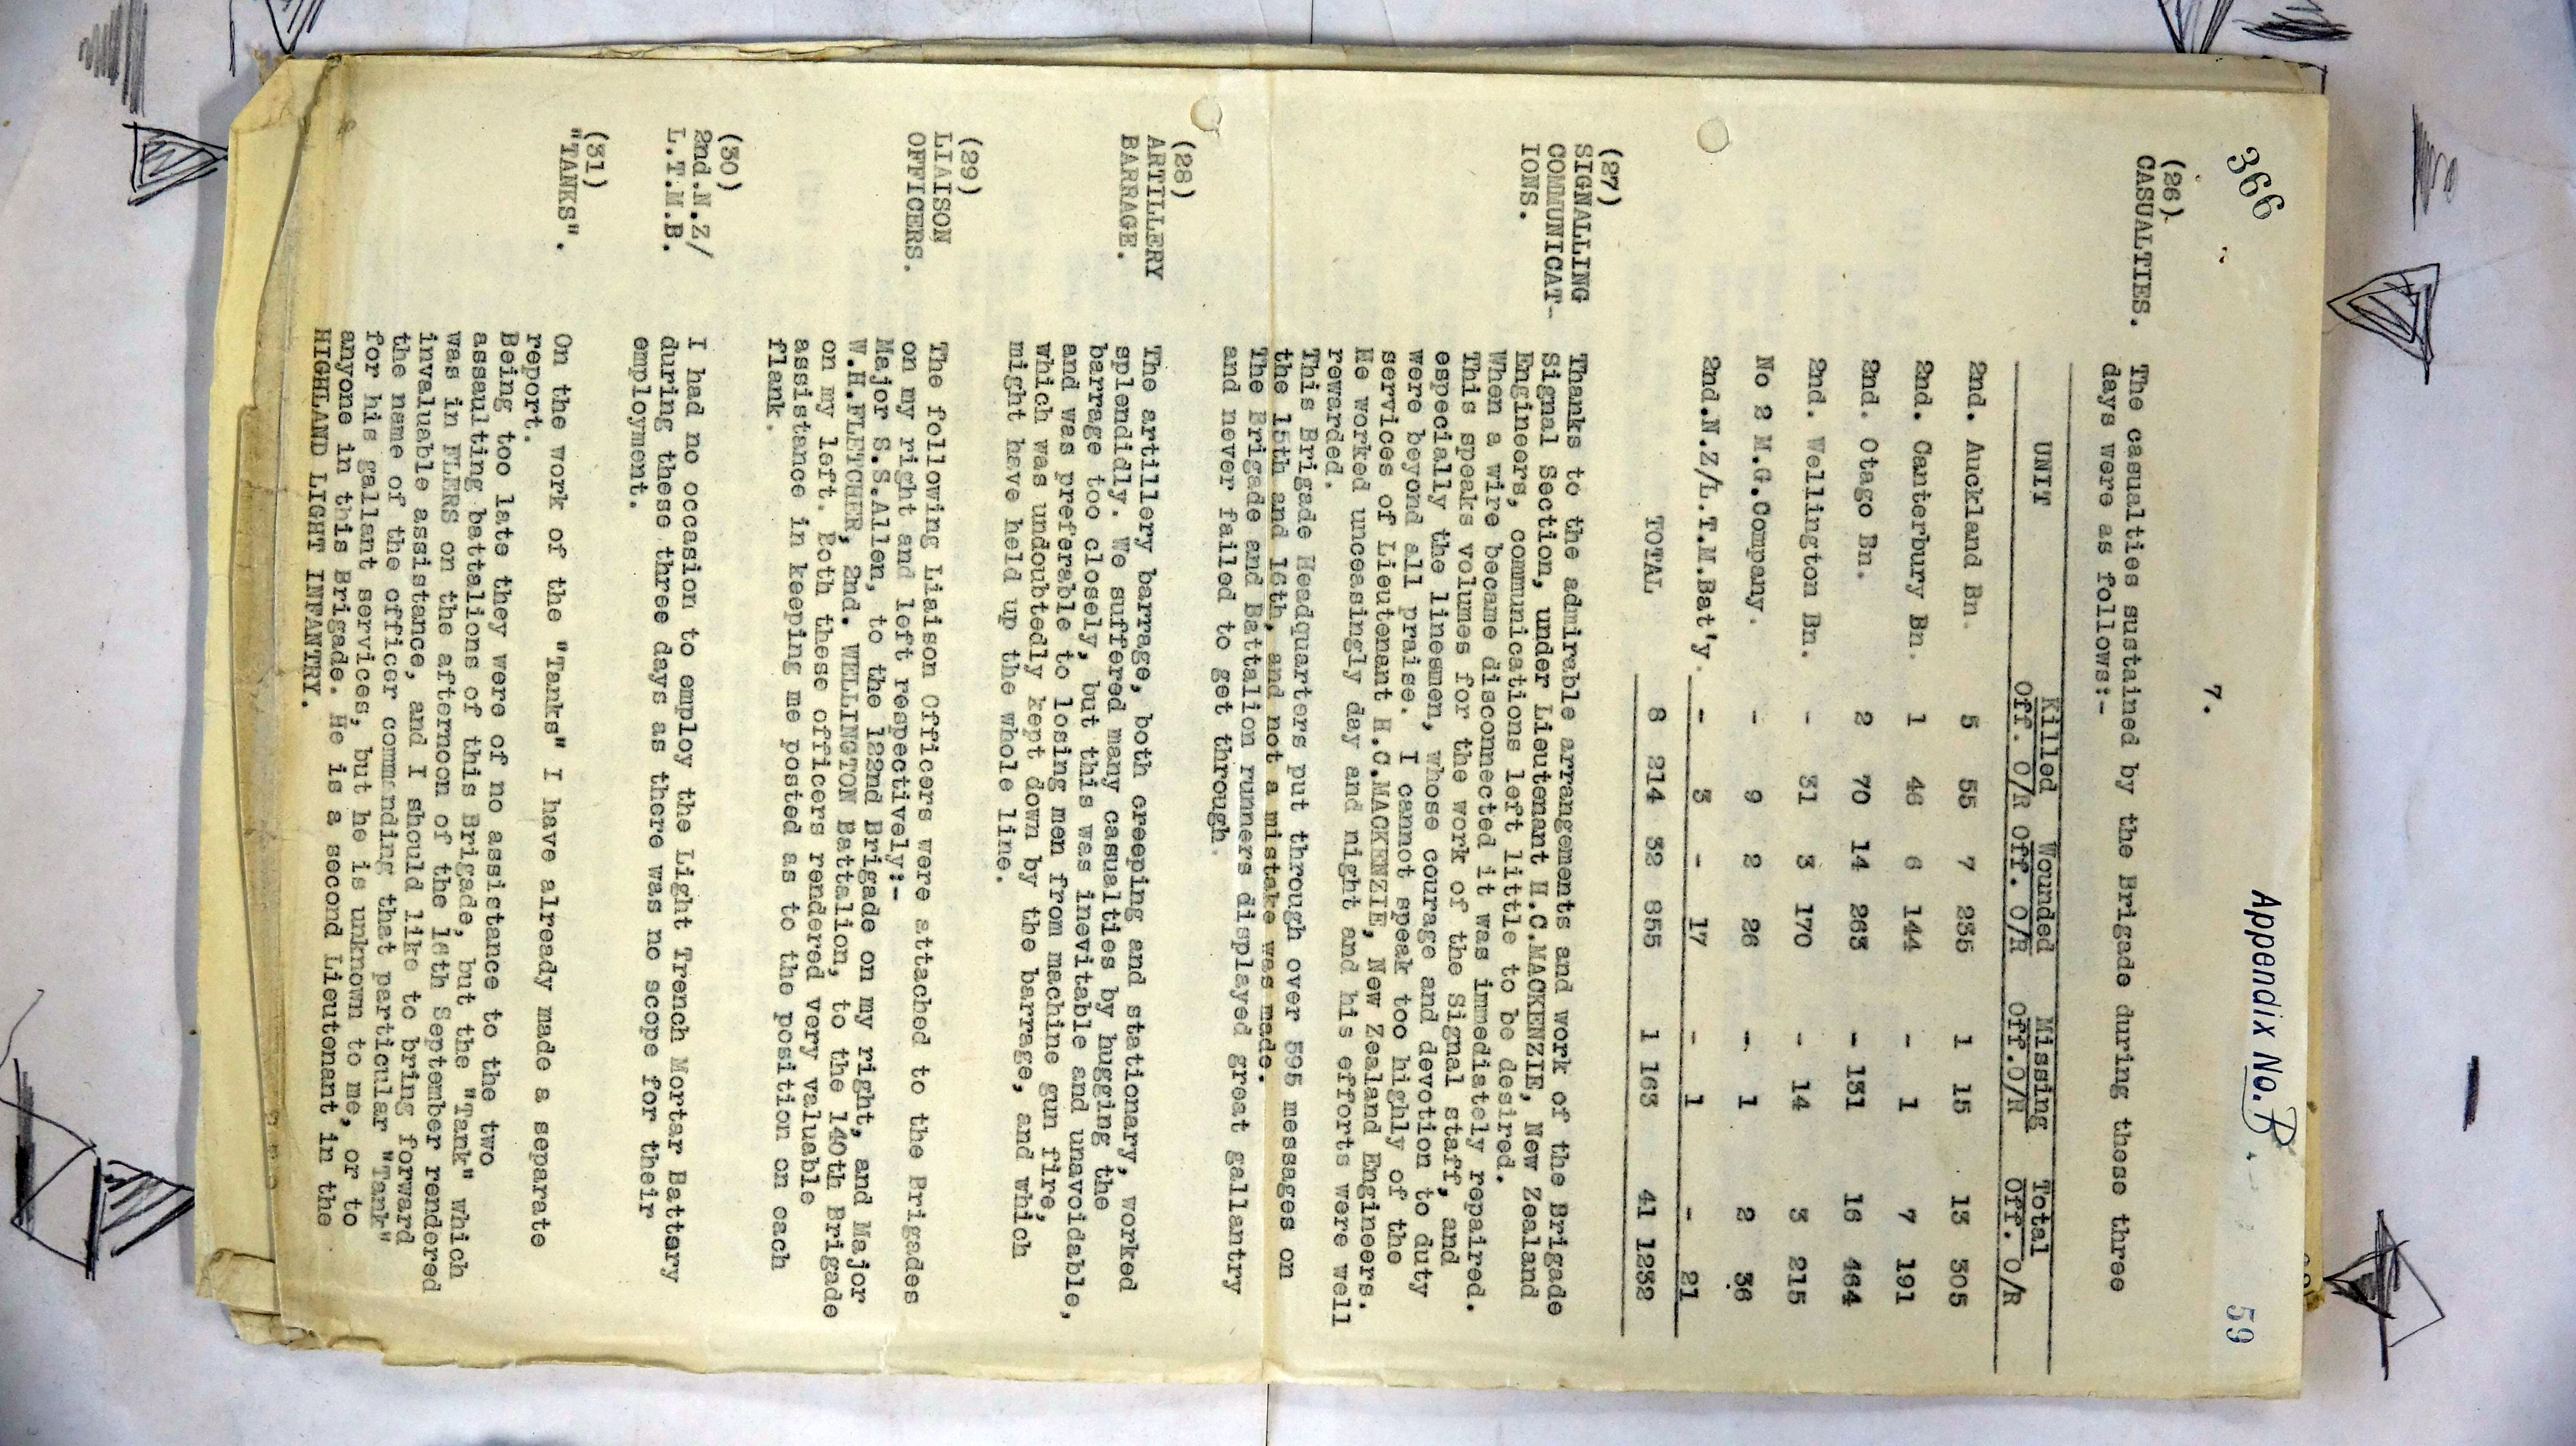 Appendix No. B
366
59
7.
(26)
CASUALTIES.
The casualties sustained by the Brigade during these three
days were as follows:-
UNIT Killed Wounded Missing Total
Off. O/R Off. O/R Off. O/R Off. O/R
2nd. Auckland Bn. 5 55 7 235 1 15 13 305
2nd. Canterbury Bn. 1 46 6 144 - 1 7 191
2nd. Otago Bn. 2 70 14 263 - 131 16 464
2nd. Wellington Bn. - 31 3 170 - 14 3 215
No 2 M.G.Company. - 9 2 26 - 1 2 36
2nd.N.Z/L.T.M.Bat'y. - 3 - 17 - 1 - 21
TOTAL 8 214 32 855 1 163 41 1232
(27)
SIGNALLING
COMMUNICAT-
IONS.
Thanks to the admirable arrangements and work of the Brigade
Signal Section, under Lieutenant H.C.MACKENZIE, New Zealand
Engineers, communications left little to be desired.
When a wire became disconnected it was immediately repaired.
This speaks volumes for the work of the Signal staff, and
especially the linesmen, whose courage and devotion to duty
were beyond all praise. I cannot speak too highly of the
services of Lieutenant H.C.MACKENZIE, New Zealand Engineers.
He worked unceasingly day and night and his efforts were well
rewarded.
This Brigade Headquarters put through over 595 messages on
the 15th and 16th, and not a mistake was made.
The Brigade and Battalion runners displayed great gallantry
and never failed to get through.
(28)
ARTILLERY
BARRAGE.
The artillery barrage, both creeping and stationary, worked
splendidly. We suffered many casualties by hugging the
barrage too closely, but this was inevitable and unavoidable,
and was preferable to losing men from machine gun fire,
which was undoubtedly kept down by the barrage, and which
might have held up the whole line.
(29)
LIAISON
OFFICERS.
The following Liaison Officers were attached to the Brigades
on my right and left respectively:-
Major S.S.Allen, to the 122nd Brigade on my right, and Major
W.H.FLETCHER, 2nd. WELLINGTON Battalion, to the 140th Brigade
on my left. Both these officers rendered very valuable
assistance in keeping me posted as to the position on each
flank.
(30)
2nd.N.Z/
L.T.M.B.
I had no occasion to employ the Light Trench Mortar Battery
during these three days as there was no scope for their
employment.
(31)
"TANKS".
On the work of the "Tanks" I have already made a separate
report.
Being too late they were of no assistance to the two
assaulting battalions of this Brigade, but the "Tank" which
was in FLERS on the afternoon of the 16th September rendered
invaluable assistance, and I should like to bring forward
the name of the officer commanding that particular "Tank"
for his gallant services, but he is unknown to me, or to
anyone in this Brigade. He is a second Lieutenant in the
HIGHLAND LIGHT INFANTRY.